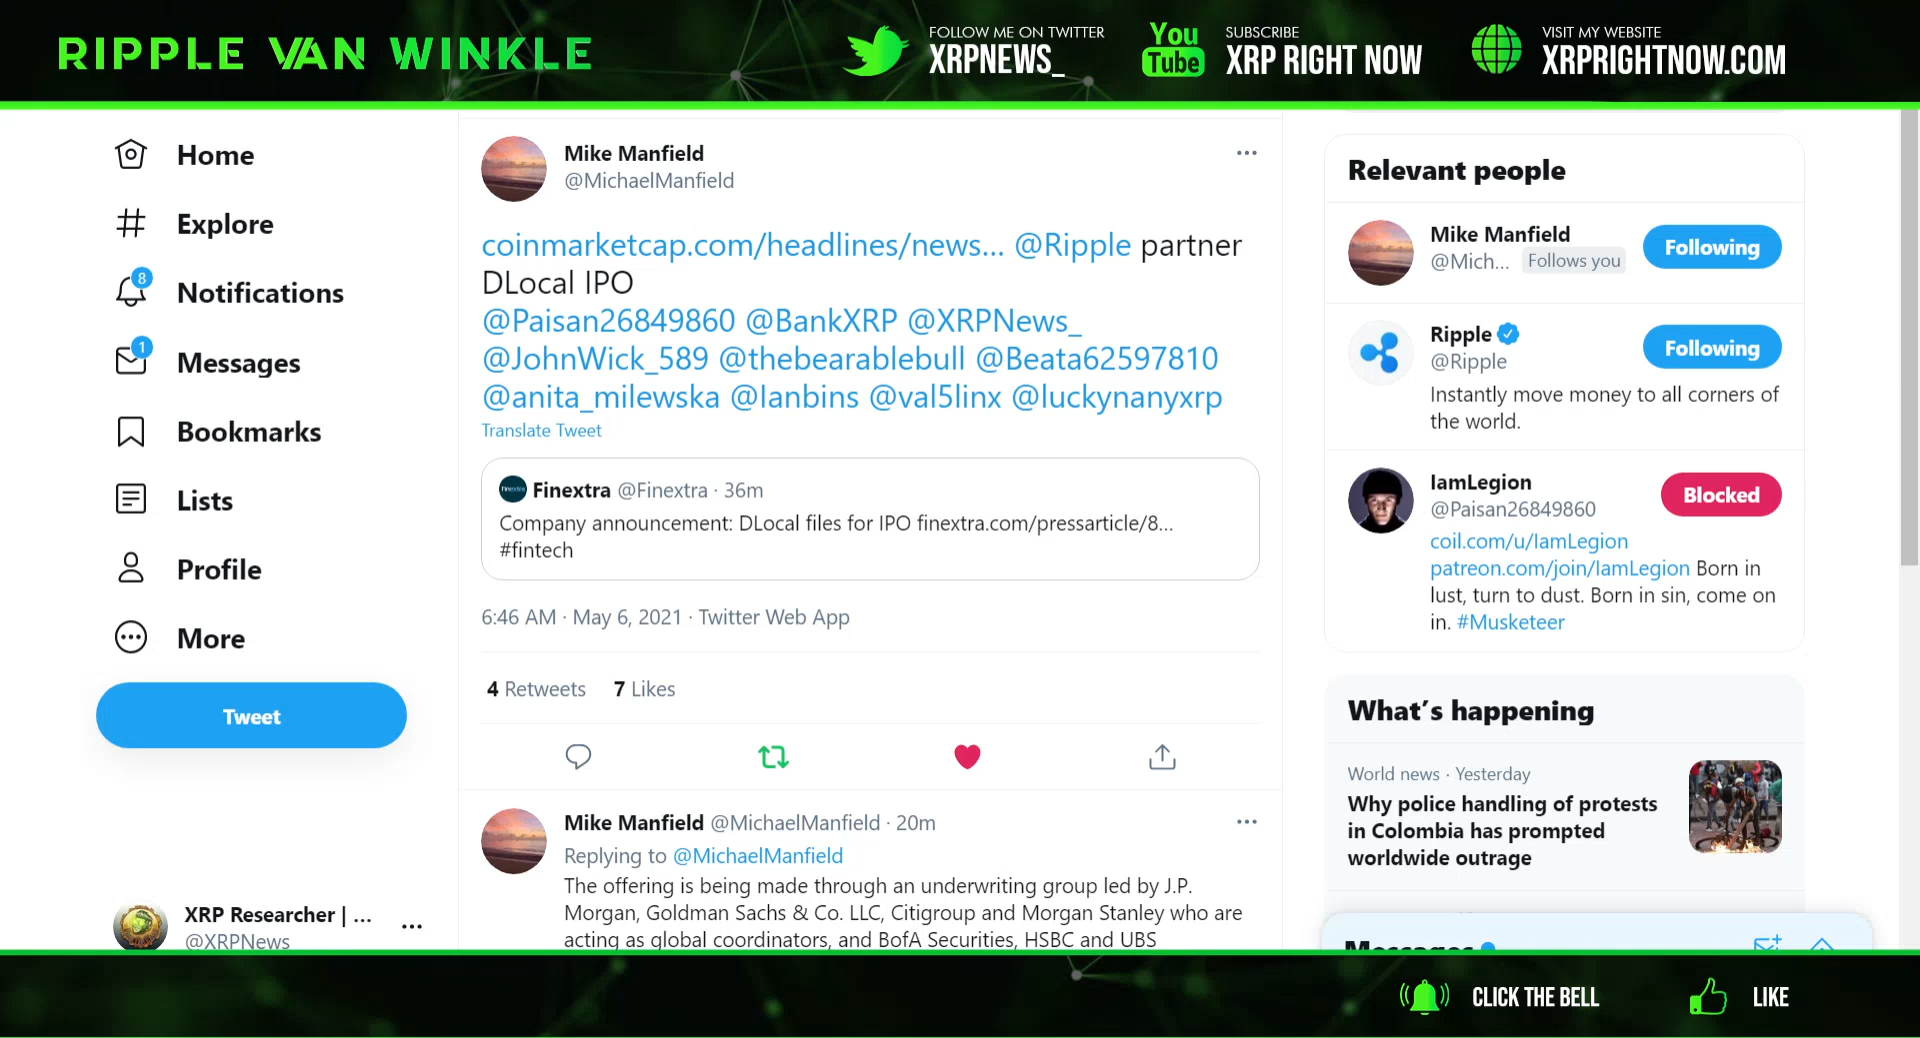 RIPPLE VAN WINKLE
FOLLOW ME ON TWITTER
XRPNEWS_
You
Tube
SUBSCRIBE
XRP RIGHT NOW
VISIT MY WEBSITE
XRPRIGHTNOW.COM
Home
Explore
8
Notifications
1
Messages
Bookmarks
Lists
Profile
More
Tweet
XRP Researcher | ...
@XRPNews
Mike Manfield
@MichaelManfield
coinmarketcap.com/headlines/news... @Ripple partner
DLocal IPO
@Paisan26849860 @BankXRP @XRPNews_
@JohnWick_589 @thebearablebull @Beata62597810
@anita_milewska @Ianbins @val5linx @luckynanyxrp
Translate Tweet
Finextra @Finextra · 36m
Company announcement: DLocal files for IPO finextra.com/pressarticle/8...
#fintech
6:46 AM · May 6, 2021 · Twitter Web App
4 Retweets 7 Likes
Mike Manfield @MichaelManfield · 20m
Replying to @MichaelManfield
The offering is being made through an underwriting group led by J.P.
Morgan, Goldman Sachs & Co. LLC, Citigroup and Morgan Stanley who are
acting as global coordinators, and BofA Securities, HSBC and UBS
Relevant people
Mike Manfield
@Mich... Follows you
Following
Ripple
@Ripple
Following
Instantly move money to all corners of
the world.
IamLegion
@Paisan26849860
Blocked
coil.com/u/IamLegion
patreon.com/join/IamLegion Born in
lust, turn to dust. Born in sin, come on
in. #Musketeer
What's happening
World news · Yesterday
Why police handling of protests
in Colombia has prompted
worldwide outrage
Messages
CLICK THE BELL
LIKE